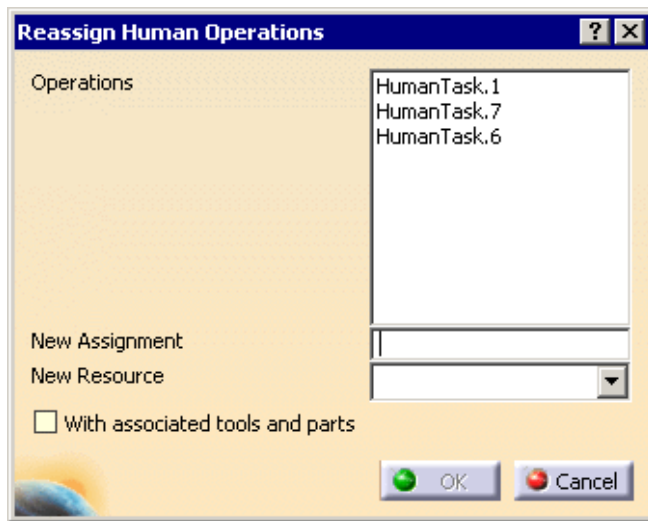 Reassign Human Operations
Operations
HumanTask.1
HumanTask.7
HumanTask.6
New Assignment
New Resource
With associated tools and parts
OK
Cancel